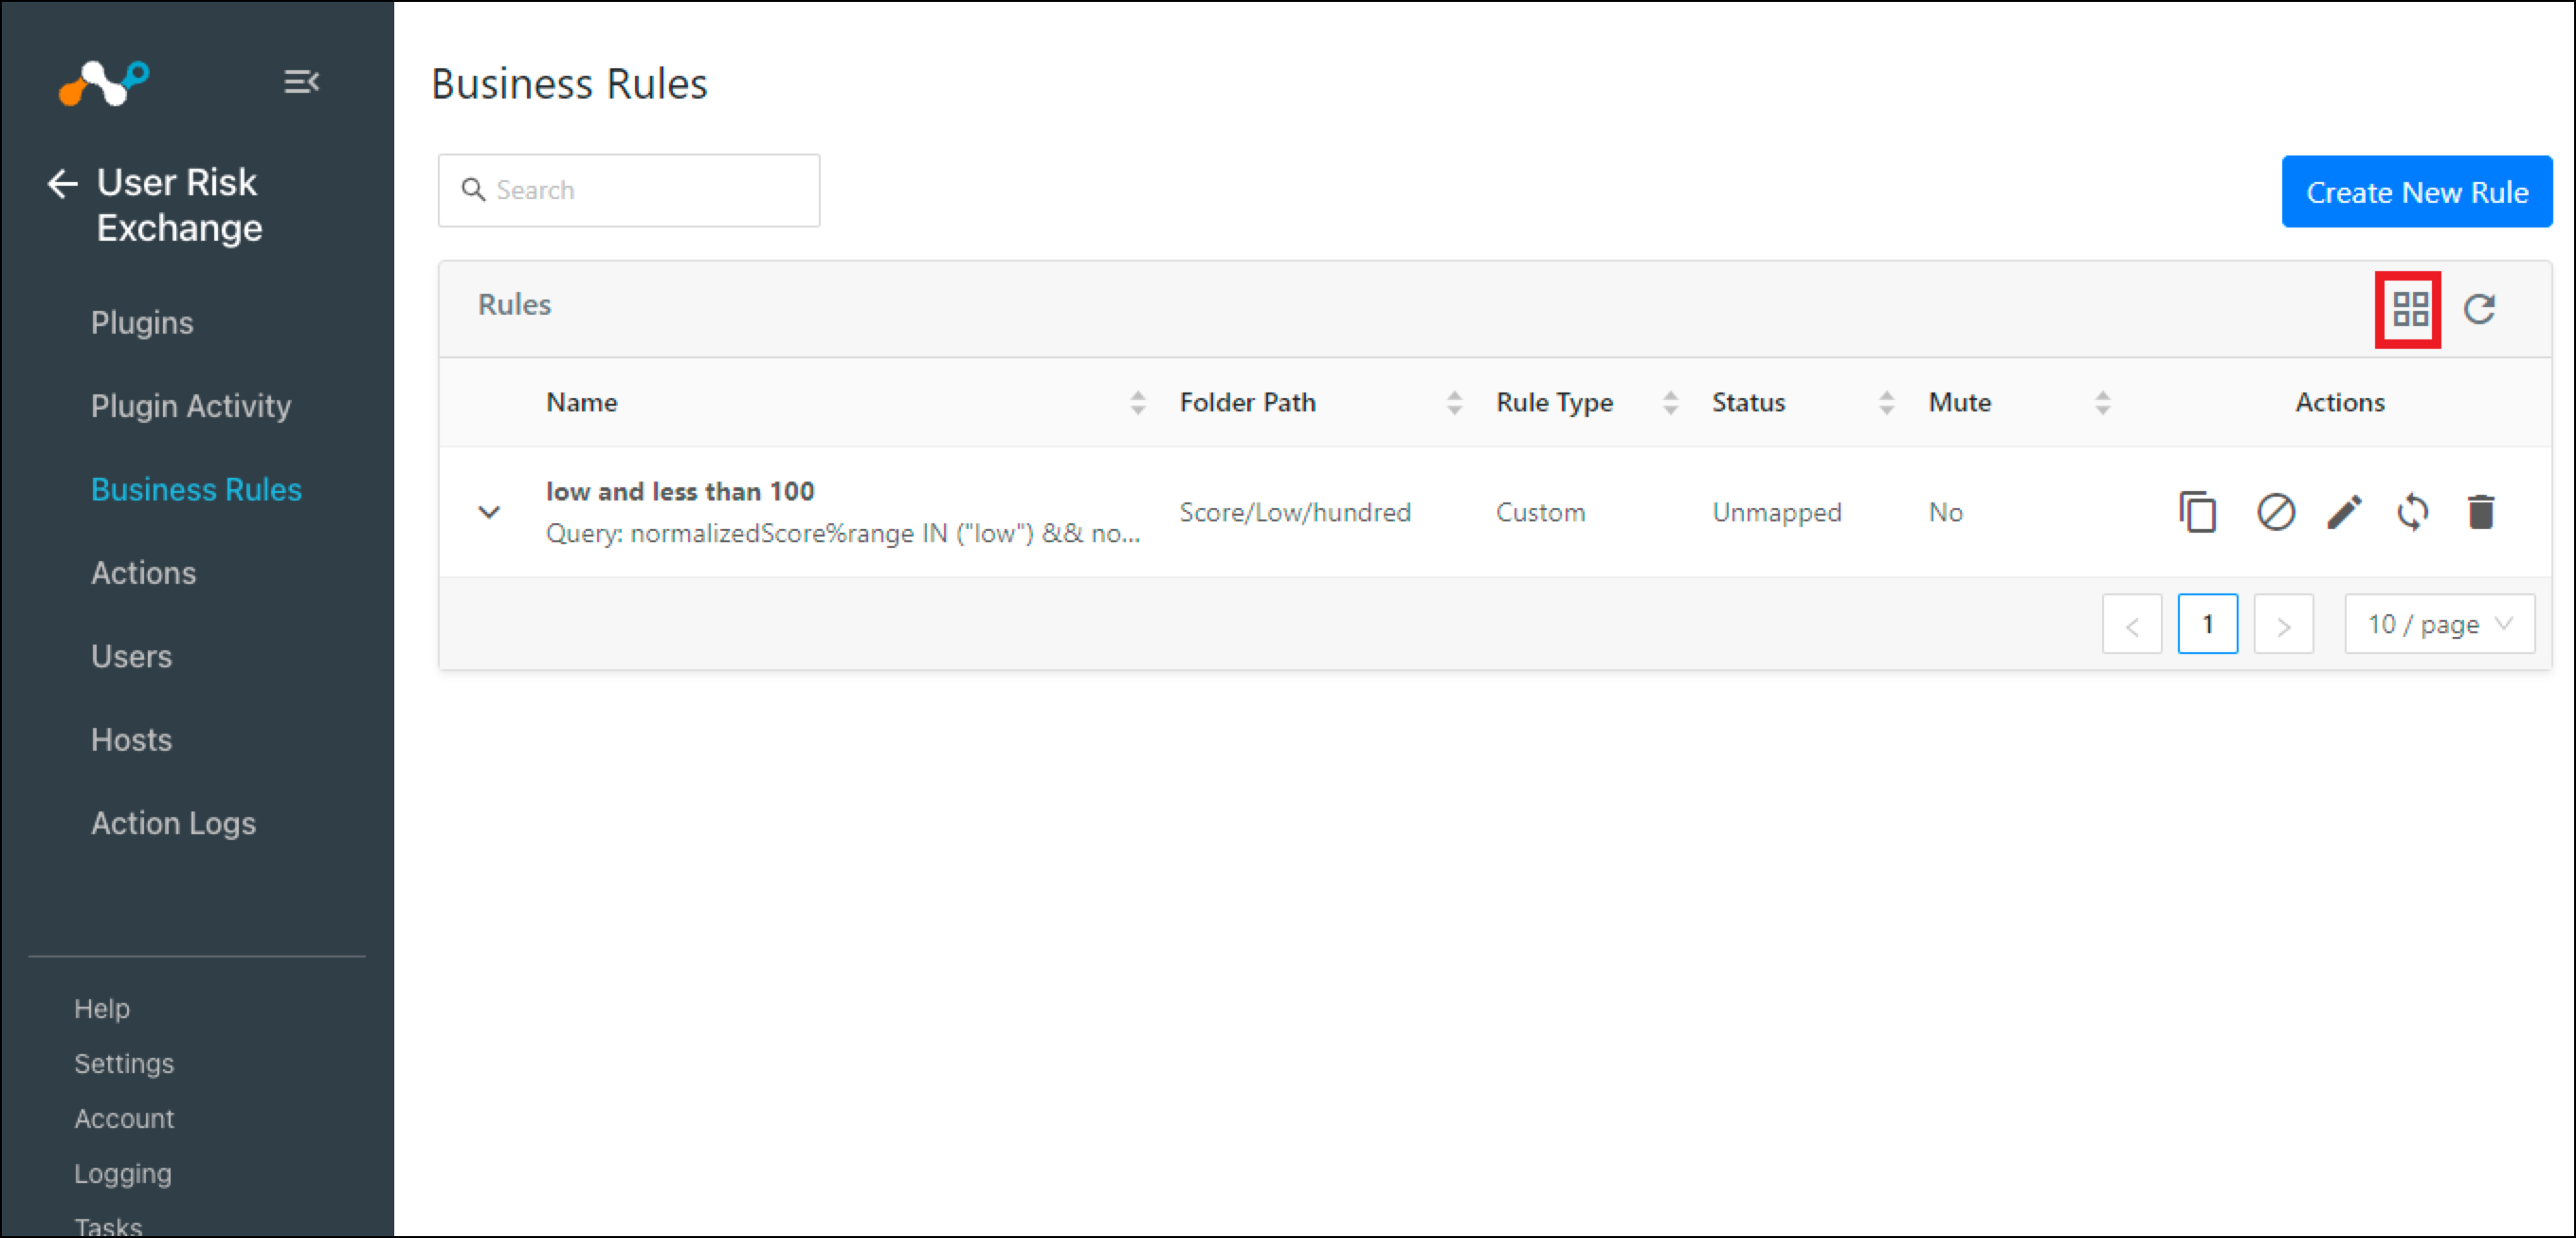 User Risk
Exchange
Plugins
Plugin Activity
Business Rules
Actions
Users
Hosts
Action Logs
Help
Settings
Account
Logging
Tasks
Business Rules
Search
Create New Rule
Rules
Name Folder Path Rule Type Status Mute Actions
low and less than 100
Query: normalizedScore%range IN ("low") && no...
Score/Low/hundred Custom Unmapped No
< 1 > 10 / page